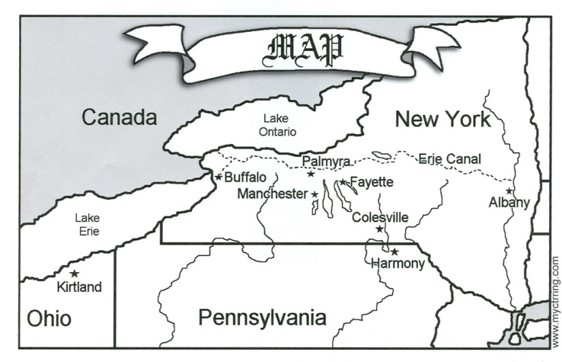 MAP
Canada
Lake
Ontario
New York
Palmyra
Erie Canal
Buffalo
Fayette
Manchester
Albany
Lake
Erie
Colesville
Harmony
Kirtland
Ohio
Pennsylvania
www.myctrring.com